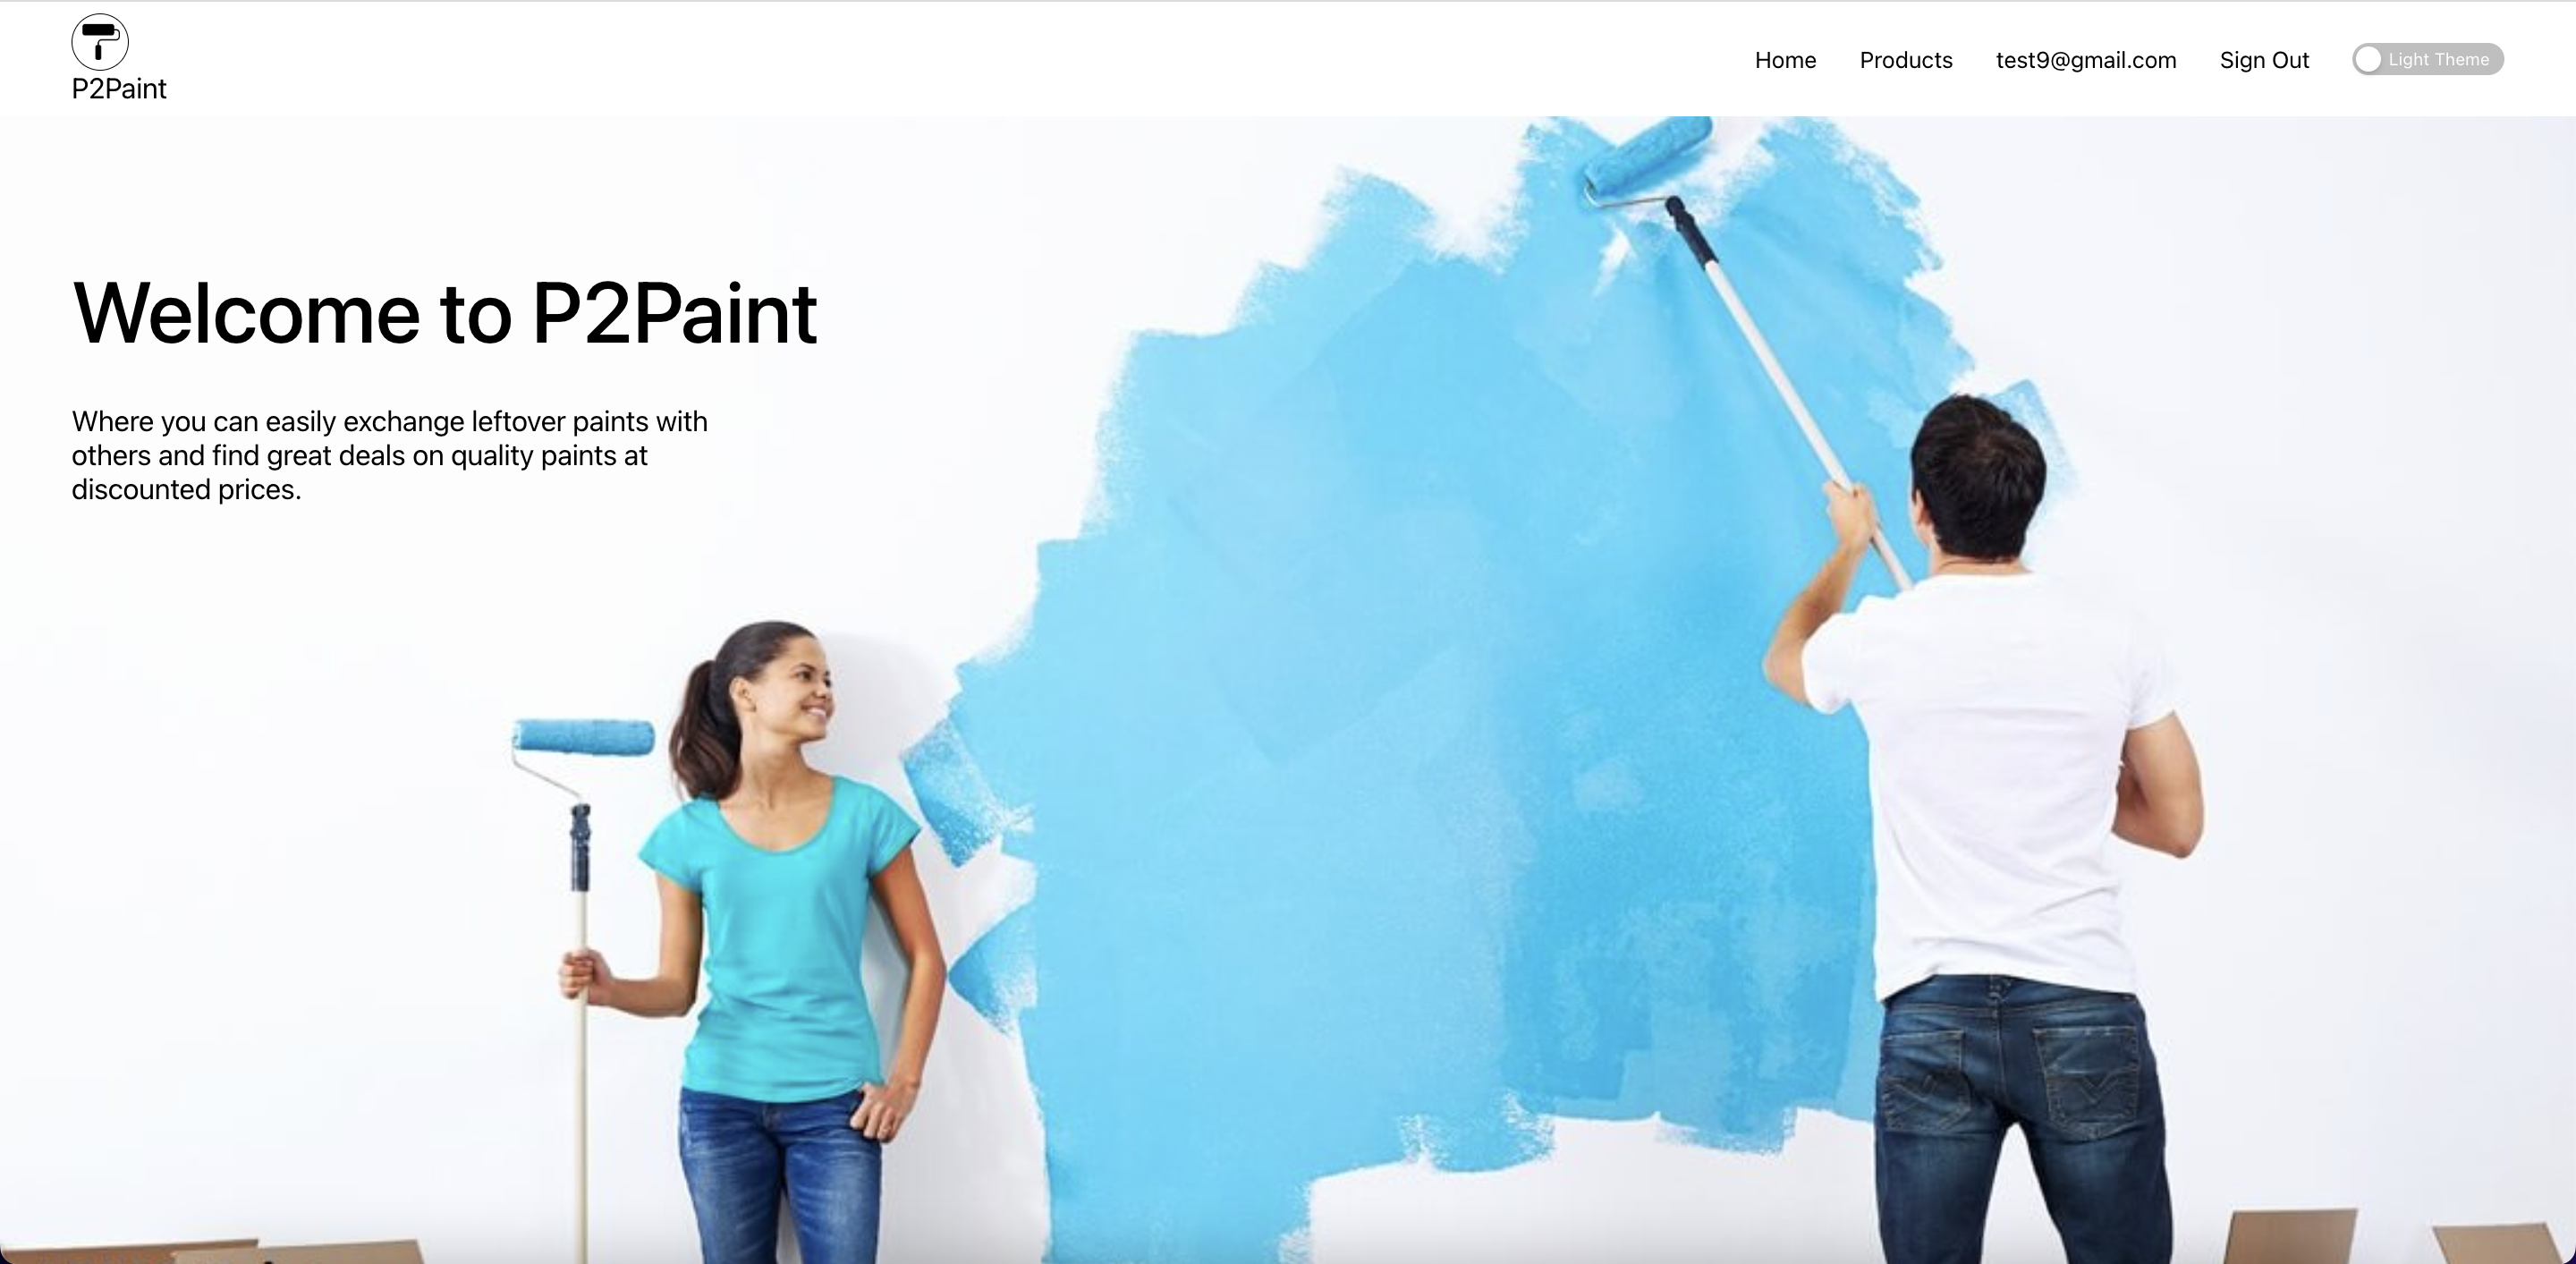 P2Paint
Home Products test9@gmail.com Sign Out Light Theme
Welcome to P2Paint
Where you can easily exchange leftover paints with
others and find great deals on quality paints at
discounted prices.